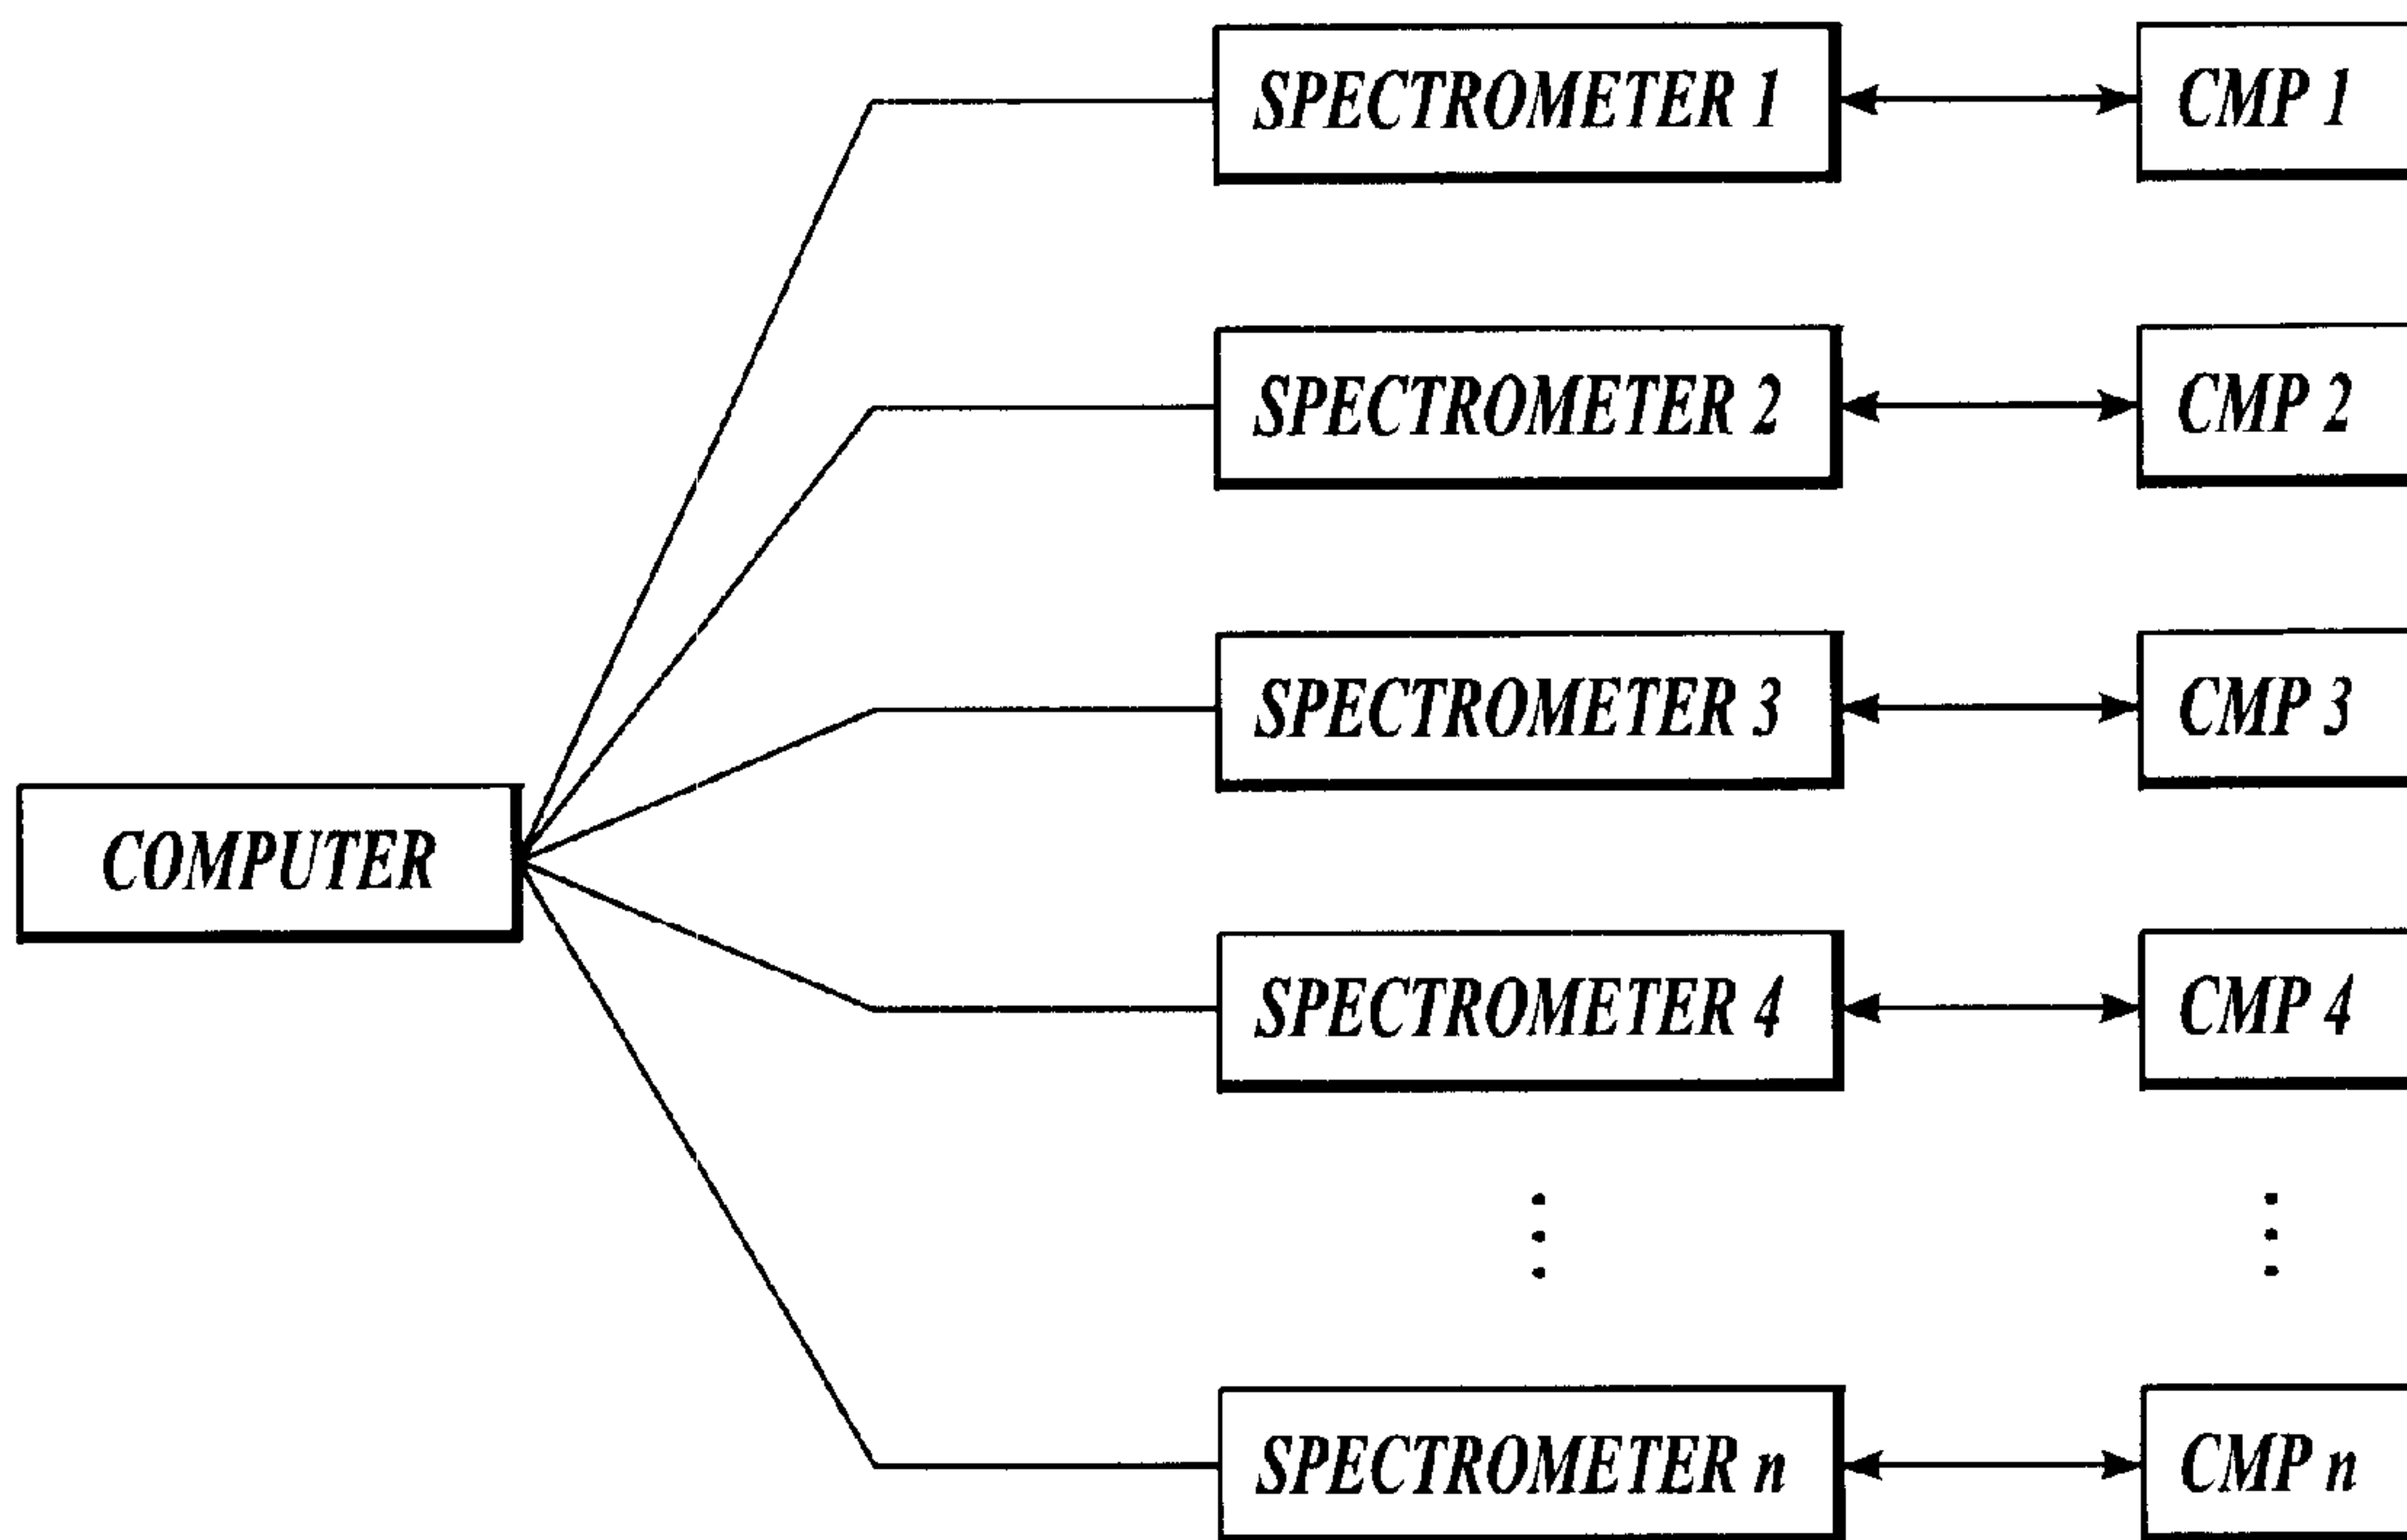 SPECTROMETER 1 CMP 1
SPECTROMETER 2 CMP 2
SPECTROMETER 3 CMP 3
COMPUTER
SPECTROMETER 4 CMP 4
SPECTROMETER n CMP n